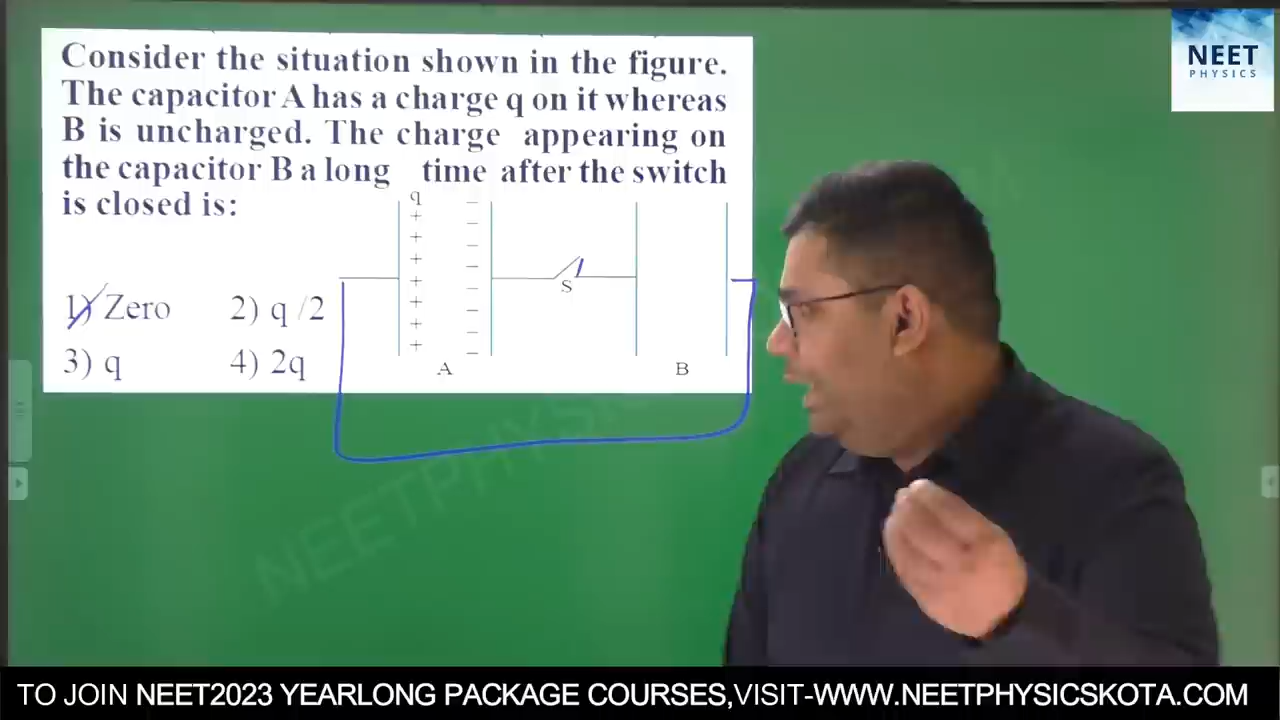 Consider the situation shown in the figure.
The capacitor A has a charge q on it whereas
B is uncharged. The charge appearing on
the capacitor B a long time after the switch
is closed is:
q
S
1) Zero 2) q /2
3) q 4) 2q
A B
NEET
PHYSICS
NEETPHYSICS
TO JOIN NEET2023 YEARLONG PACKAGE COURSES,VISIT-WWW.NEETPHYSICSKOTA.COM